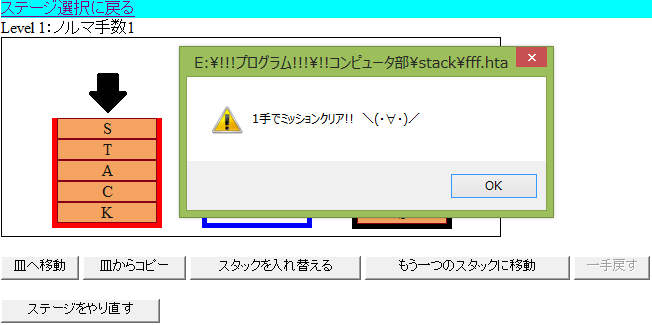 ステージ選択に戻る
Level 1:ノルマ手数1
E:¥!!!プログラム!!!¥!!コンピュータ部¥stack¥fff.hta
1手でミッションクリア!! ＼(・∀・)／
OK
S
T
A
C
K
皿へ移動
皿からコピー
スタックを入れ替える
もう一つのスタックに移動
一手戻す
ステージをやり直す